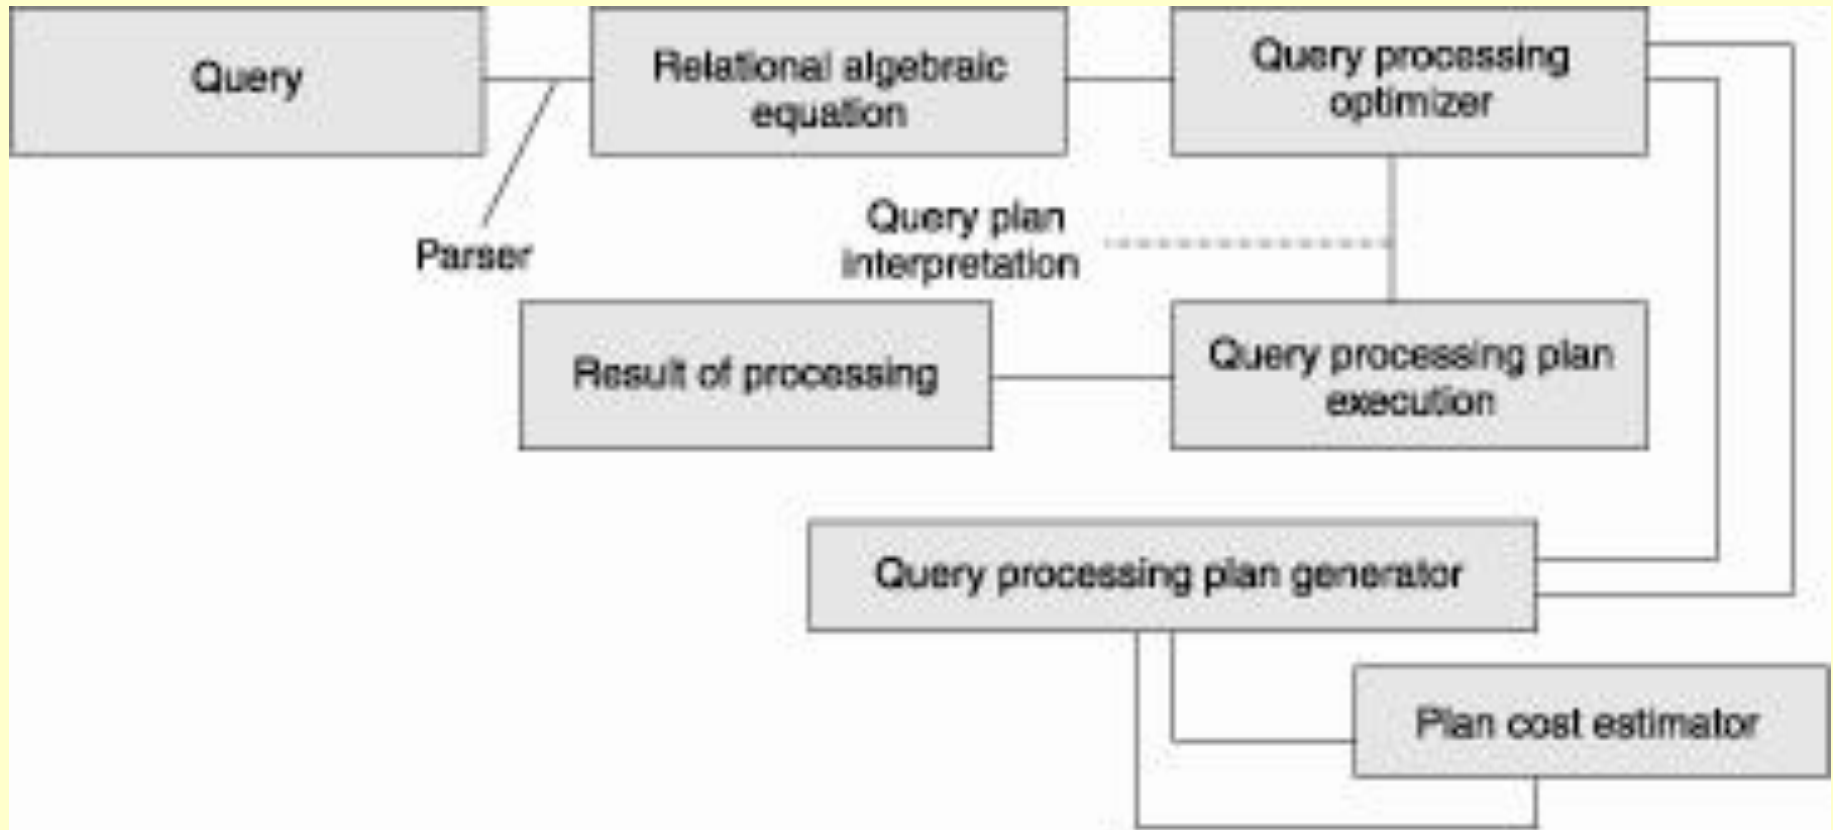 Query
Relational algebraic
equation
Query processing
optimizer
Parser
Query plan
interpretation
Result of processing
Query processing plan
execution
Query processing plan generator
Plan cost estimator